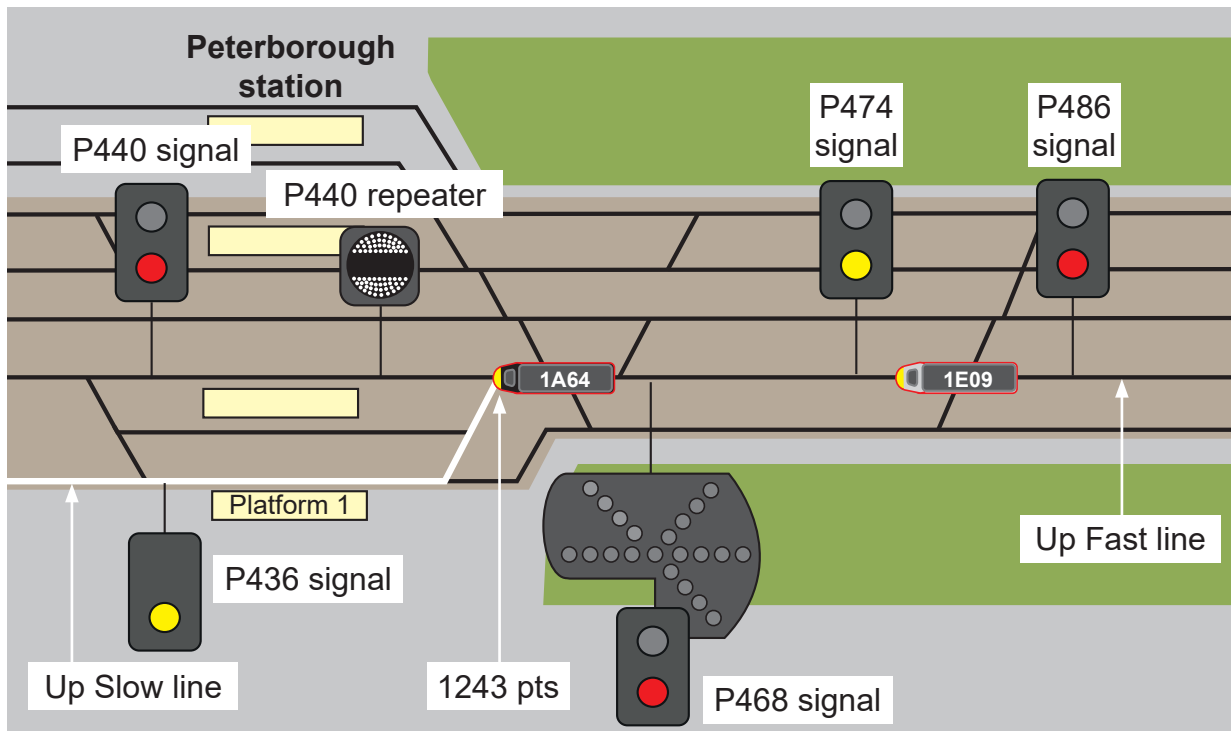 Peterborough
station
P440 signal
P440 repeater
P474
signal
P486
signal
1A64
1E09
Platform 1
P436 signal
Up Fast line
Up Slow line
1243 pts
P468 signal